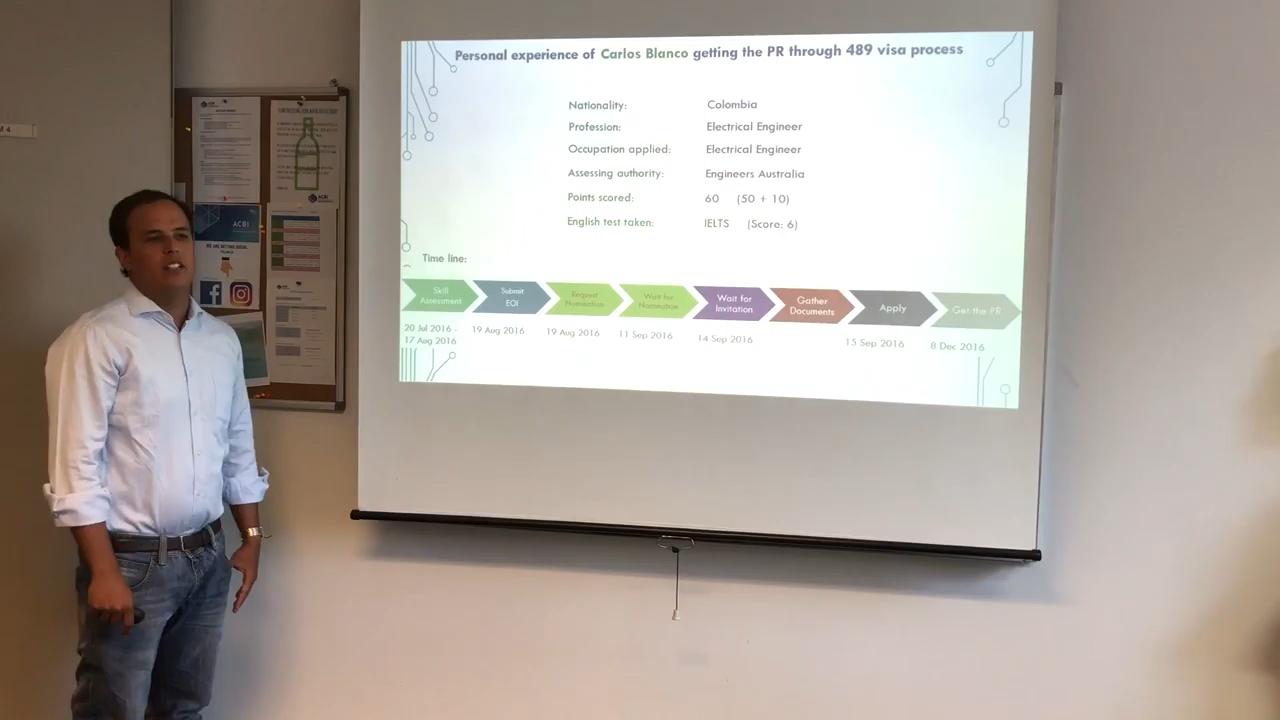 Personal experience of Carlos Blanco getting the PR through 489 visa process
Nationality: Colombia
Profession: Electrical Engineer
Occupation applied: Electrical Engineer
Assessing authority: Engineers Australia
Points scored: 60 (50 + 10)
English test taken: IELTS (Score: 6)
Time line:
Skill Assessment
Submit EOI
Request Nomination
Wait for Nomination
Wait for Invitation
Gather Documents
Apply
Get the PR
20 Jul 2016 - 17 Aug 2016
19 Aug 2016
19 Aug 2016
11 Sep 2016
14 Sep 2016
15 Sep 2016
8 Dec 2016
M 4
ACBI
WE ARE GETTING SOCIAL
ACBI